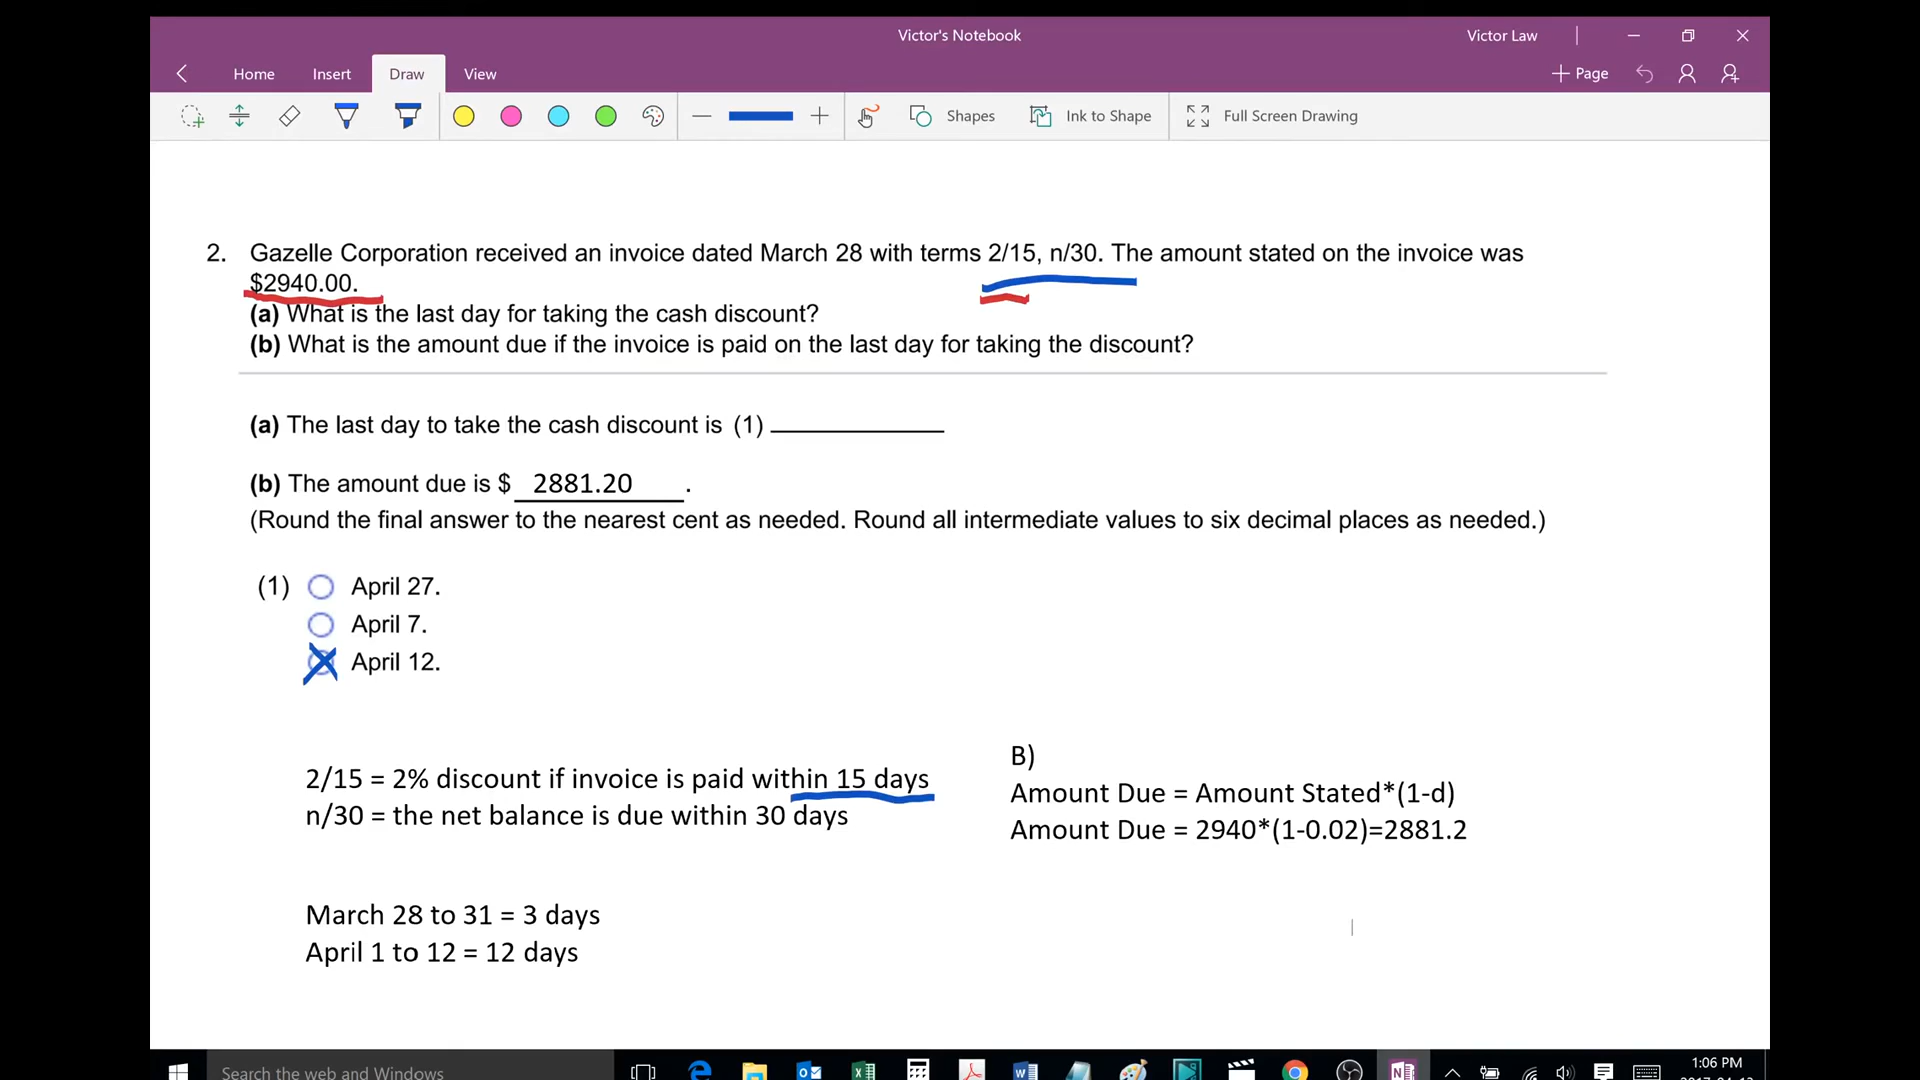 Victor's Notebook
Victor Law
Home Insert Draw View
Page
Shapes Ink to Shape Full Screen Drawing
2. Gazelle Corporation received an invoice dated March 28 with terms 2/15, n/30. The amount stated on the invoice was
$2940.00.
(a) What is the last day for taking the cash discount?
(b) What is the amount due if the invoice is paid on the last day for taking the discount?
(a) The last day to take the cash discount is (1)
(b) The amount due is $ 2881.20 .
(Round the final answer to the nearest cent as needed. Round all intermediate values to six decimal places as needed.)
(1) April 27.
April 7.
April 12.
2/15 = 2% discount if invoice is paid within 15 days
n/30 = the net balance is due within 30 days
March 28 to 31 = 3 days
April 1 to 12 = 12 days
B)
Amount Due = Amount Stated*(1-d)
Amount Due = 2940*(1-0.02)=2881.2
Search the web and Windows
1:06 PM